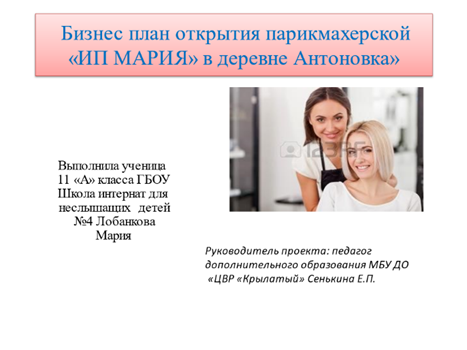 Бизнес план открытия парикмахерской
«ИП МАРИЯ» в деревне Антоновка»
123RF
Выполнила ученица
11 «А» класса ГБОУ
Школа интернат для
неслышащих детей
№4 Лобанкова
Мария
Руководитель проекта: педагог
дополнительного образования МБУ ДО
«ЦВР «Крылатый» Сенькина Е.П.